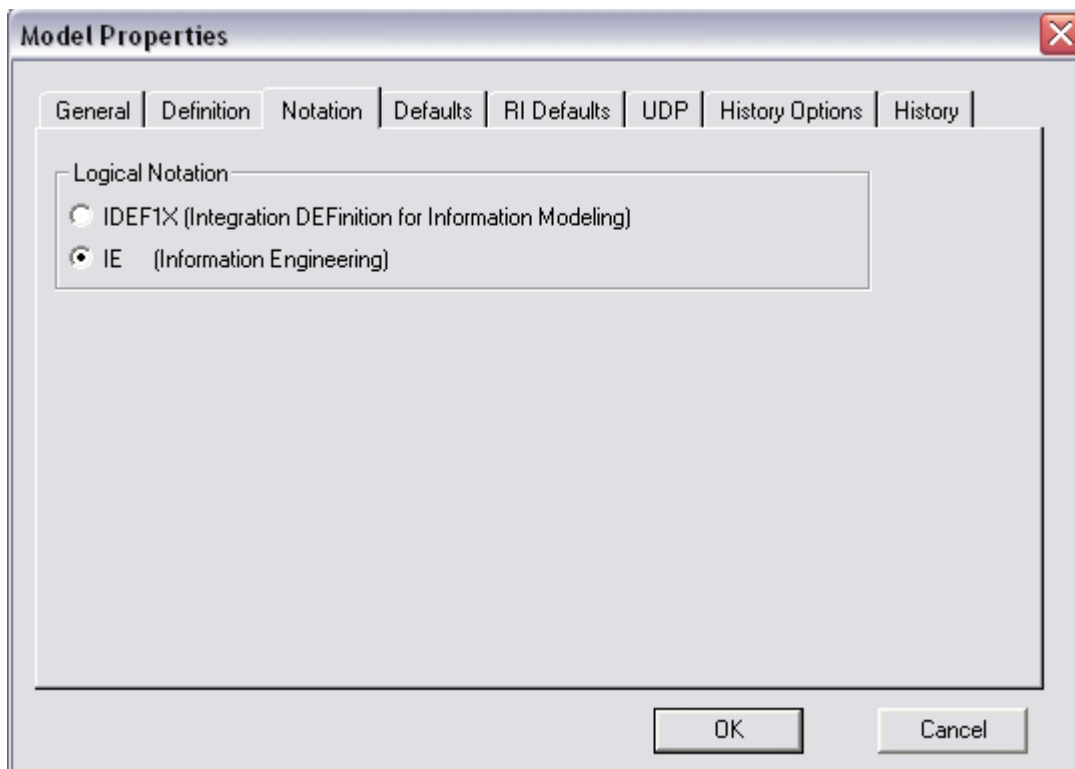 Model Properties
General Definition Notation Defaults RI Defaults UDP History Options History
Logical Notation
IDEF1X (Integration DEFinition for Information Modeling)
IE (Information Engineering)
OK Cancel